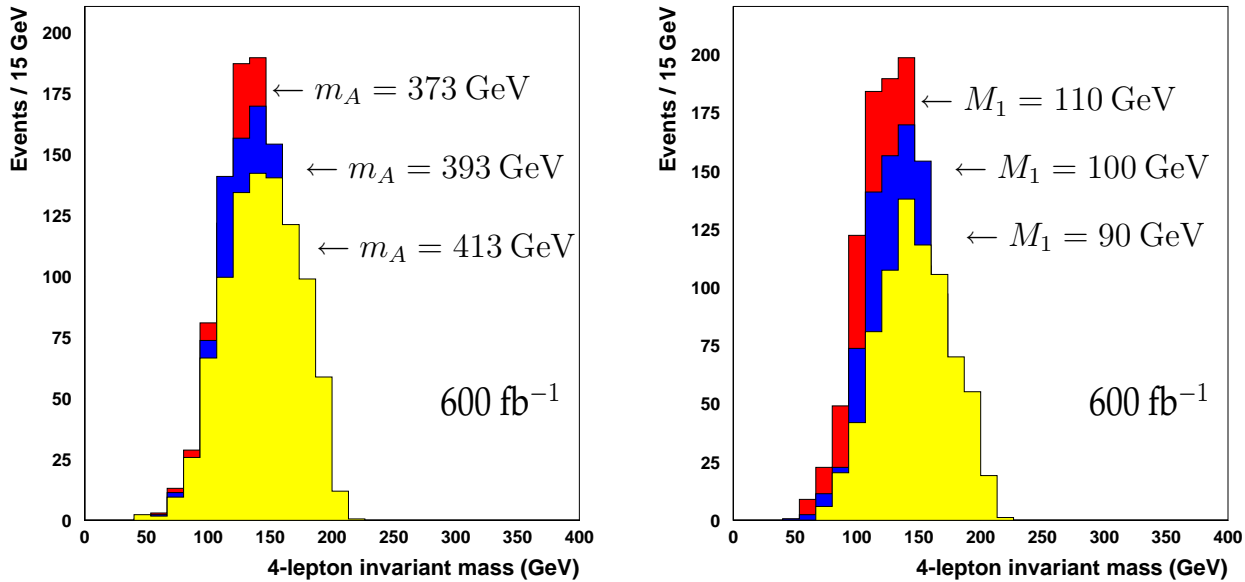 Events / 15 GeV
200
175
150
125
100
75
50
25
0
← m_A = 373 GeV
← m_A = 393 GeV
← m_A = 413 GeV
600 fb⁻¹
0 50 100 150 200 250 300 350 400
4-lepton invariant mass (GeV)
Events / 15 GeV
200
175
150
125
100
75
50
25
0
← M₁ = 110 GeV
← M₁ = 100 GeV
← M₁ = 90 GeV
600 fb⁻¹
0 50 100 150 200 250 300 350 400
4-lepton invariant mass (GeV)